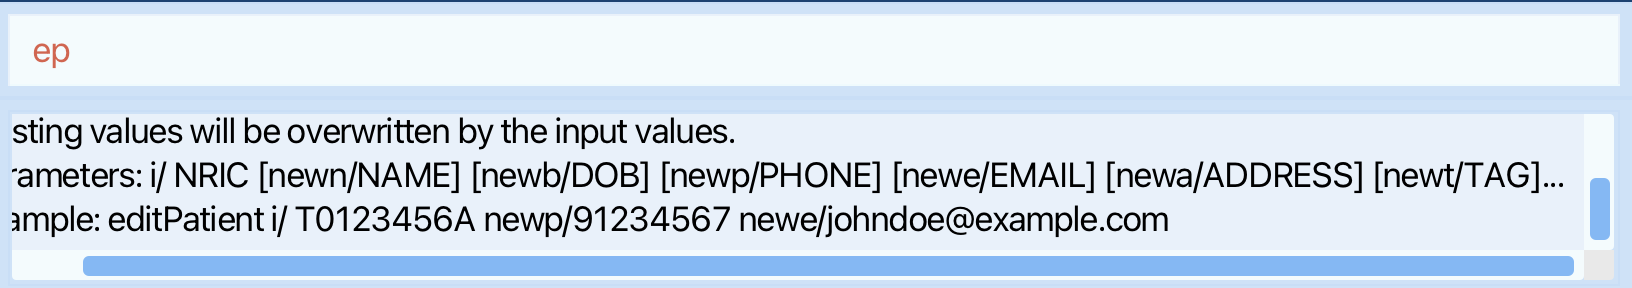 ep
sting values will be overwritten by the input values.
rameters: i/ NRIC [newn/NAME] [newb/DOB] [newp/PHONE] [newe/EMAIL] [newa/ADDRESS] [newt/TAG]...
ample: editPatient i/ T0123456A newp/91234567 newe/johndoe@example.com